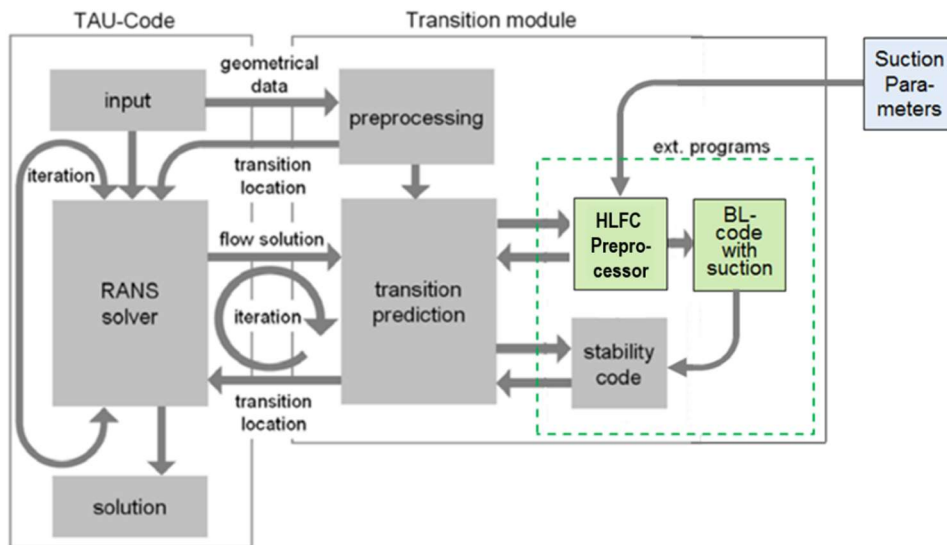 TAU-Code
Transition module
input
geometrical
data
preprocessing
Suction
Para-
meters
iteration
transition
location
ext. programs
RANS
solver
flow solution
iteration
transition
prediction
HLFC
Prepro-
cessor
BL-
code
with
suction
stability
code
transition
location
solution